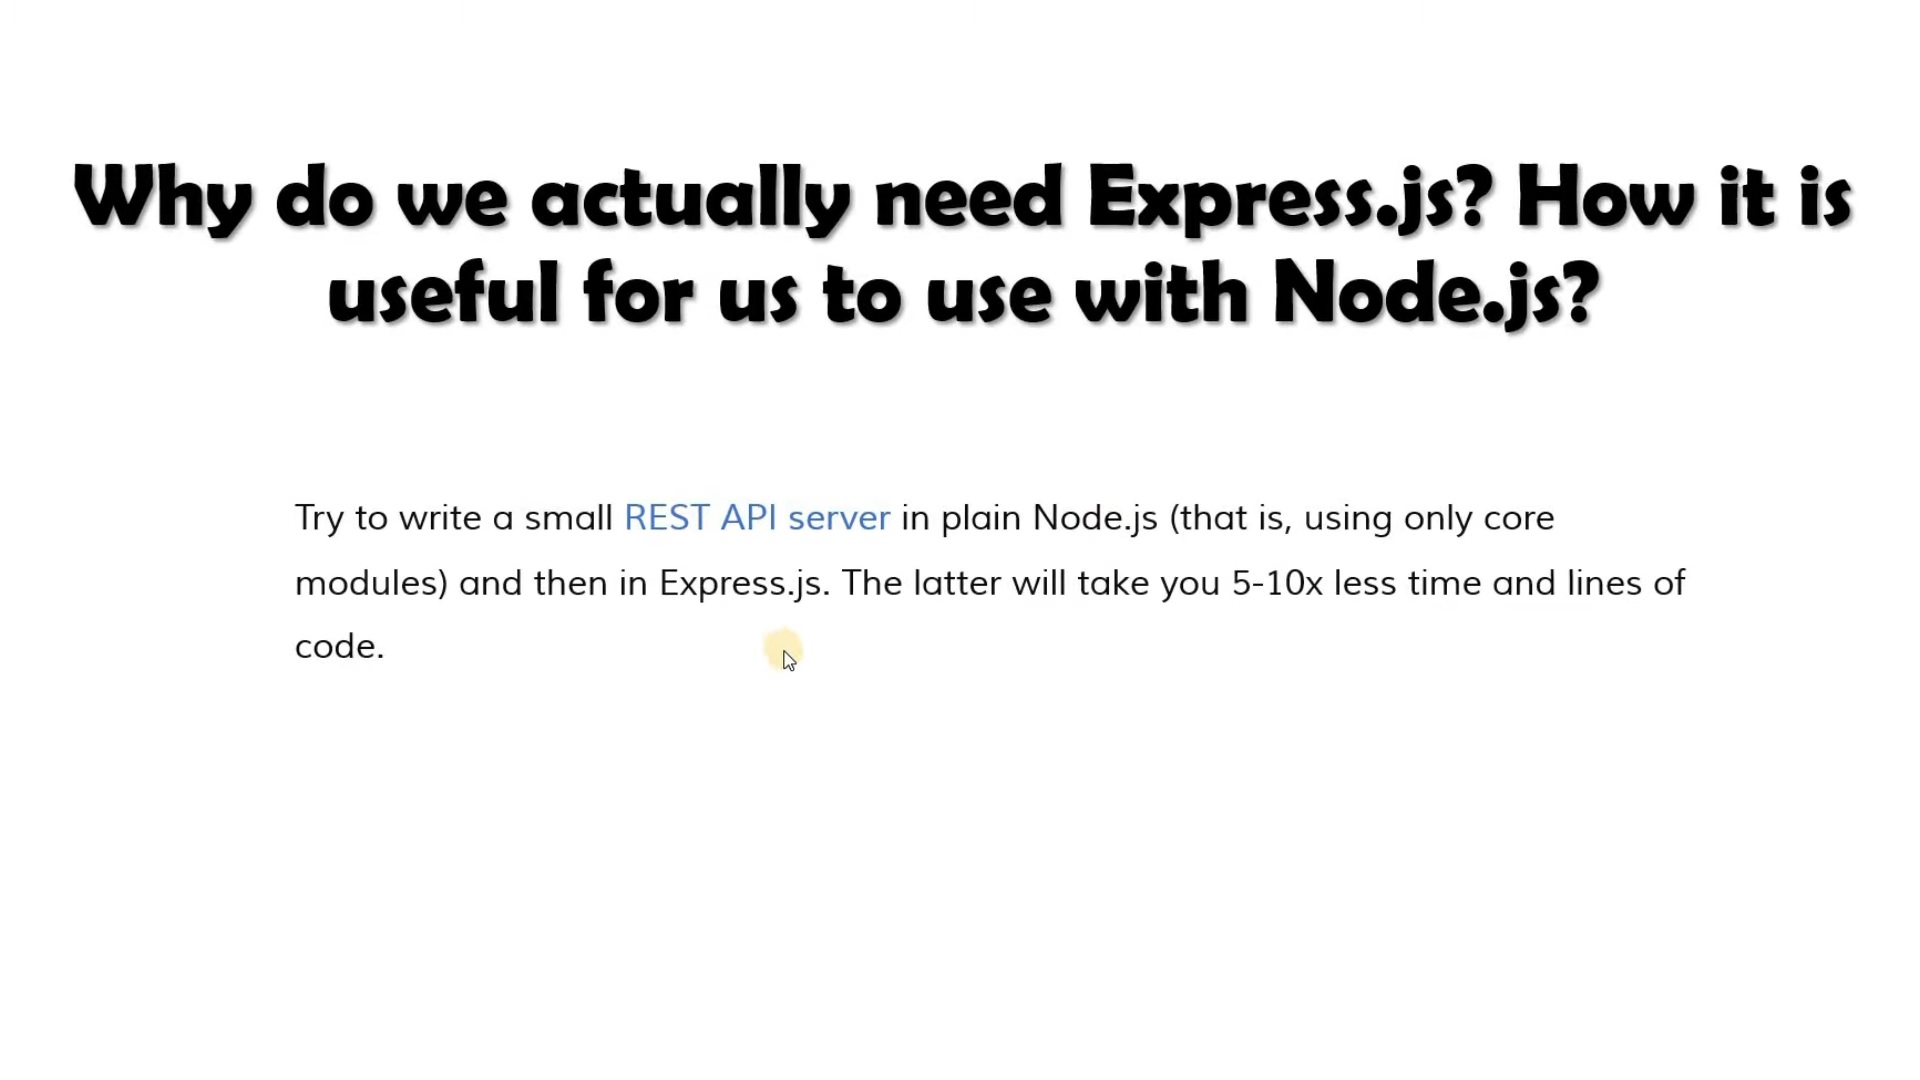 Why do we actually need Express.js? How it is
useful for us to use with Node.js?
Try to write a small REST API server in plain Node.js (that is, using only core
modules) and then in Express.js. The latter will take you 5-10x less time and lines of
code.